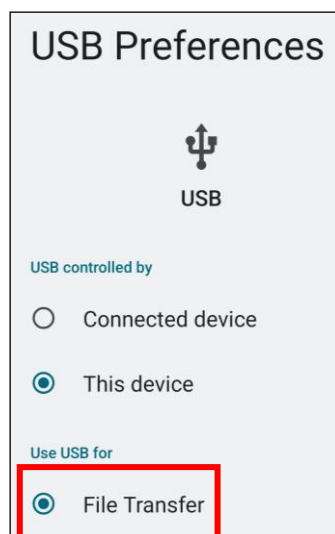 USB Preferences
USB
USB controlled by
Connected device
This device
Use USB for
File Transfer